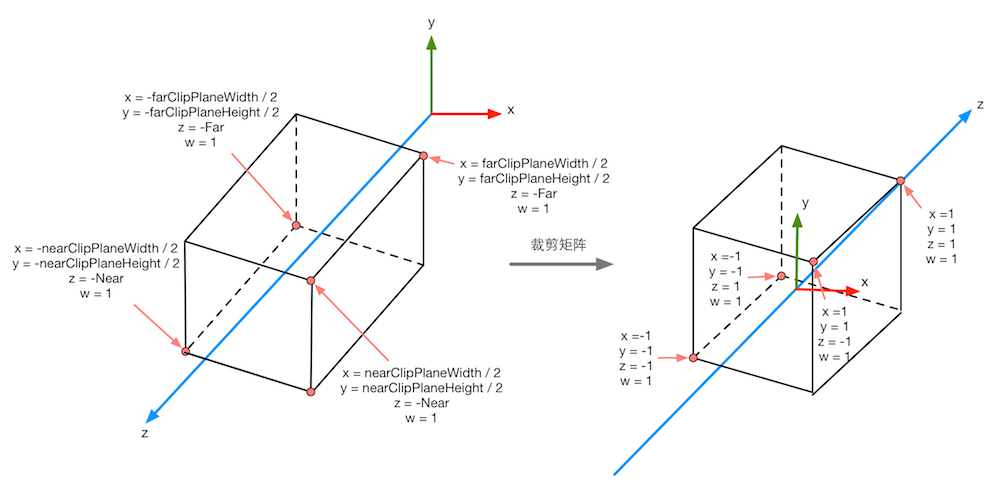 y
x
x = -farClipPlaneWidth / 2
y = -farClipPlaneHeight / 2
z = -Far
w = 1
x = farClipPlaneWidth / 2
y = farClipPlaneHeight / 2
z = -Far
w = 1
x = -nearClipPlaneWidth / 2
y = -nearClipPlaneHeight / 2
z = -Near
w = 1
x = nearClipPlaneWidth / 2
y = nearClipPlaneHeight / 2
z = -Near
w = 1
z
裁剪矩阵
z
y
x
x =1
y = 1
z = 1
w = 1
x =-1
y = -1
z = 1
w = 1
x =1
y = 1
z = -1
w = 1
x =-1
y = -1
z = -1
w = 1